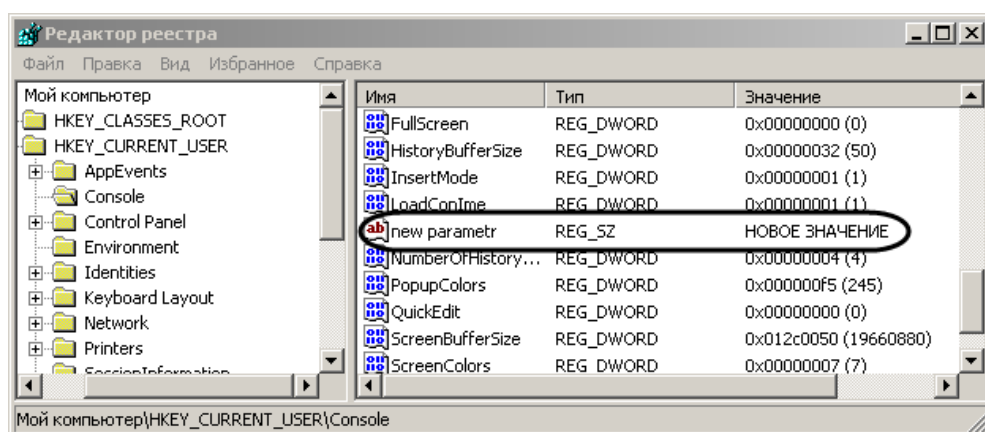 Редактор реестра
Файл Правка Вид Избранное Справка
Мой компьютер
HKEY_CLASSES_ROOT
HKEY_CURRENT_USER
AppEvents
Console
Control Panel
Environment
Identities
Keyboard Layout
Network
Printers
SessionInformation
Имя Тип Значение
FullScreen REG_DWORD 0x00000000 (0)
HistoryBufferSize REG_DWORD 0x00000032 (50)
InsertMode REG_DWORD 0x00000001 (1)
LoadConIme REG_DWORD 0x00000001 (1)
new parametr REG_SZ НОВОЕ ЗНАЧЕНИЕ
NumberOfHistory... REG_DWORD 0x00000004 (4)
PopupColors REG_DWORD 0x000000f5 (245)
QuickEdit REG_DWORD 0x00000000 (0)
ScreenBufferSize REG_DWORD 0x012c0050 (19660880)
ScreenColors REG_DWORD 0x00000007 (7)
Мой компьютер\HKEY_CURRENT_USER\Console